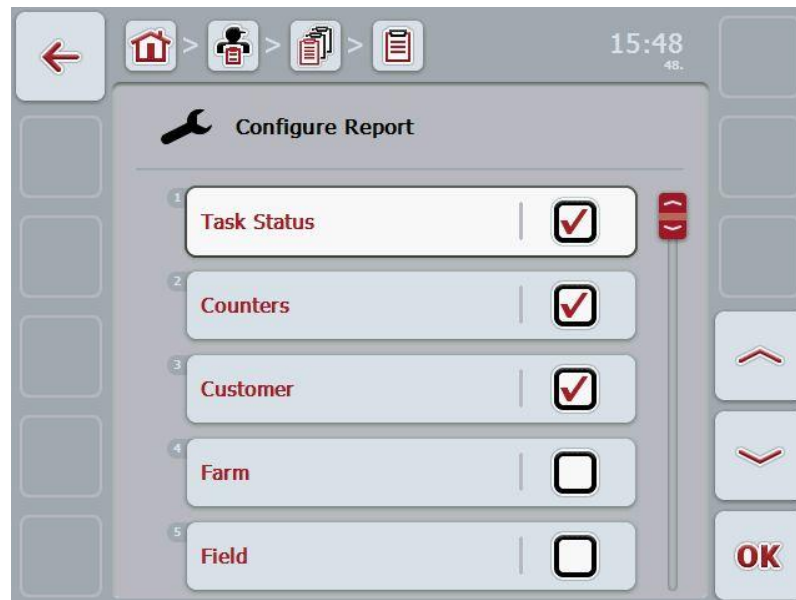 > > >
15:48
48.
Configure Report
1
Task Status
2
Counters
3
Customer
4
Farm
5
Field
OK